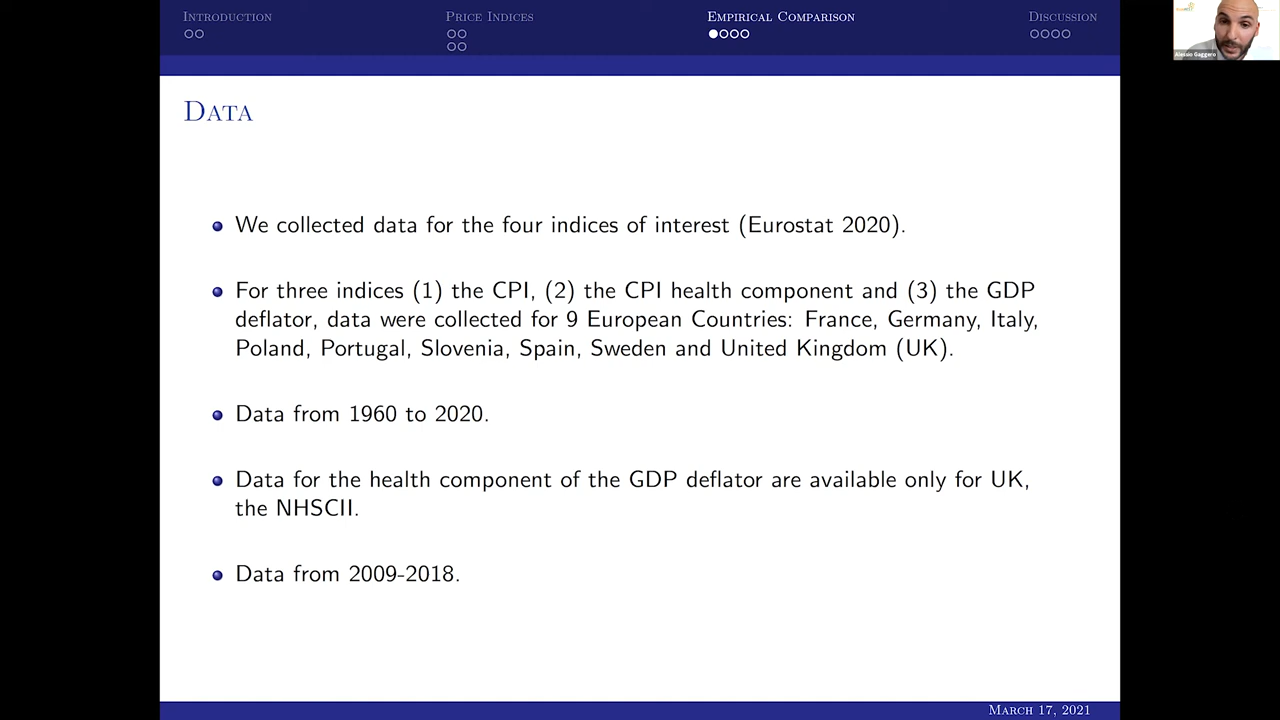 Introduction
Price Indices
Empirical Comparison
Discussion
Alessio Gaggero
Data
We collected data for the four indices of interest (Eurostat 2020).
For three indices (1) the CPI, (2) the CPI health component and (3) the GDP
deflator, data were collected for 9 European Countries: France, Germany, Italy,
Poland, Portugal, Slovenia, Spain, Sweden and United Kingdom (UK).
Data from 1960 to 2020.
Data for the health component of the GDP deflator are available only for UK,
the NHSCII.
Data from 2009-2018.
March 17, 2021